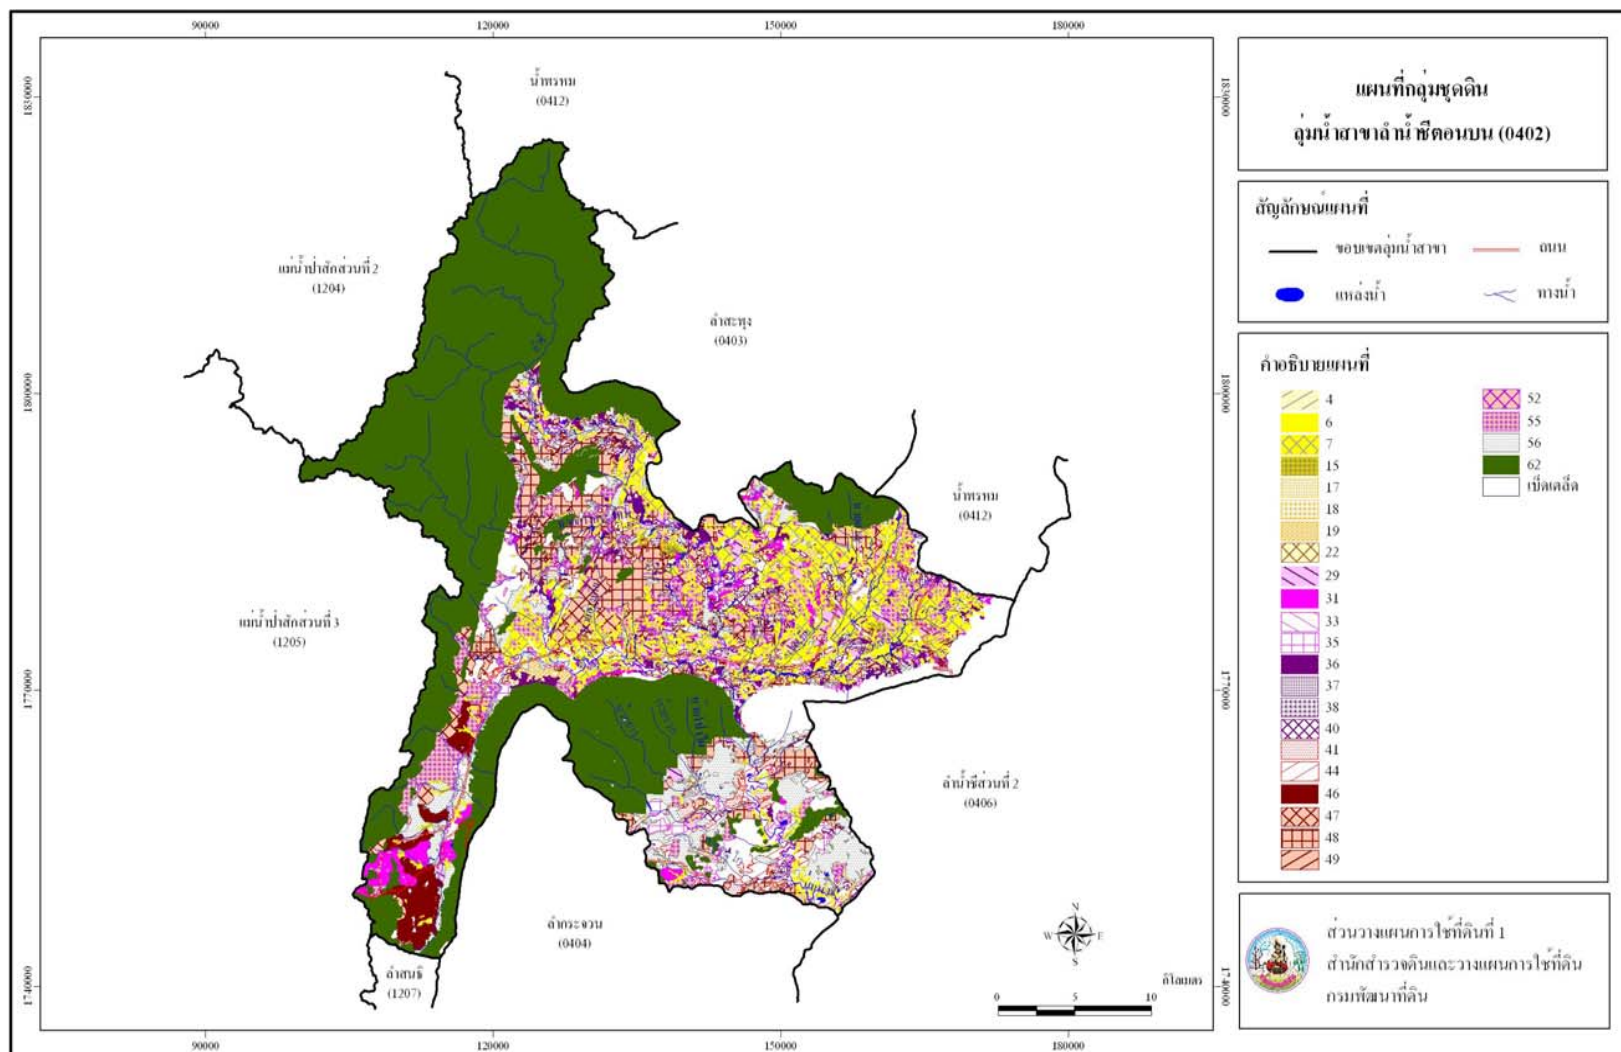 90000
120000
150000
180000
1830000
1830000
น้ำพรหม
(0412)
แผนที่กลุ่มชุดดิน
ลุ่มน้ำสาขาลำน้ำชีตอนบน (0402)
สัญลักษณ์แผนที่
ขอบเขตลุ่มน้ำสาขา
ถนน
แหล่งน้ำ
ทางน้ำ
แม่น้ำป่าสักส่วนที่ 2
(1204)
ลำสะพุง
(0403)
คำอธิบายแผนที่
4
6
7
15
17
18
19
22
29
31
33
35
36
37
38
40
41
44
46
47
48
49
52
55
56
62
เบ็ดเตล็ด
1800000
1800000
น้ำพรหม
(0412)
แม่น้ำป่าสักส่วนที่ 3
(1205)
1770000
1770000
ลำน้ำชีส่วนที่ 2
(0406)
ลำกระจวน
(0404)
ลำสนธิ
(1207)
N
W E
S
กิโลเมตร
0 5 10
1740000
1740000
ส่วนวางแผนการใช้ที่ดินที่ 1
สำนักสำรวจดินและวางแผนการใช้ที่ดิน
กรมพัฒนาที่ดิน
90000
120000
150000
180000